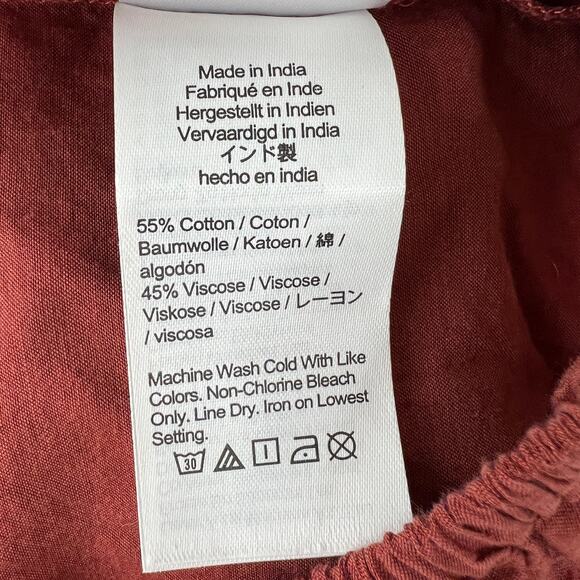 Made in India
Fabriqué en Inde
Hergestellt in Indien
Vervaardigd in India
インド製
hecho en india
55% Cotton / Coton /
Baumwolle / Katoen / 綿 /
algodón
45% Viscose / Viscose /
Viskose / Viscose / レーヨン
/ viscosa
Machine Wash Cold With Like
Colors. Non-Chlorine Bleach
Only. Line Dry. Iron on Lowest
Setting.
30